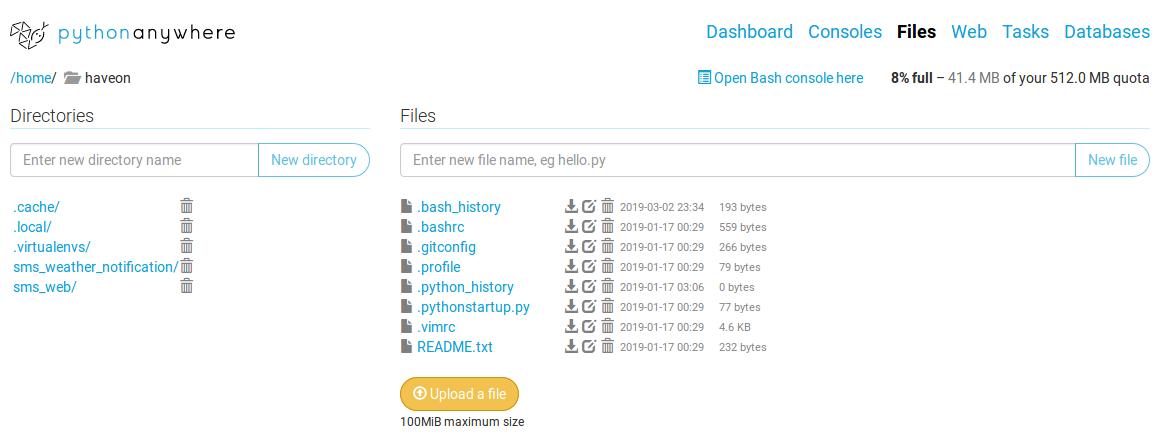 pythonanywhere
Dashboard Consoles Files Web Tasks Databases
/home/ haveon
Open Bash console here 8% full – 41.4 MB of your 512.0 MB quota
Directories
Enter new directory name New directory
.cache/
.local/
.virtualenvs/
sms_weather_notification/
sms_web/
Files
Enter new file name, eg hello.py New file
.bash_history 2019-03-02 23:34 193 bytes
.bashrc 2019-01-17 00:29 559 bytes
.gitconfig 2019-01-17 00:29 266 bytes
.profile 2019-01-17 00:29 79 bytes
.python_history 2019-01-17 03:06 0 bytes
.pythonstartup.py 2019-01-17 00:29 77 bytes
.vimrc 2019-01-17 00:29 4.6 KB
README.txt 2019-01-17 00:29 232 bytes
Upload a file
100MiB maximum size